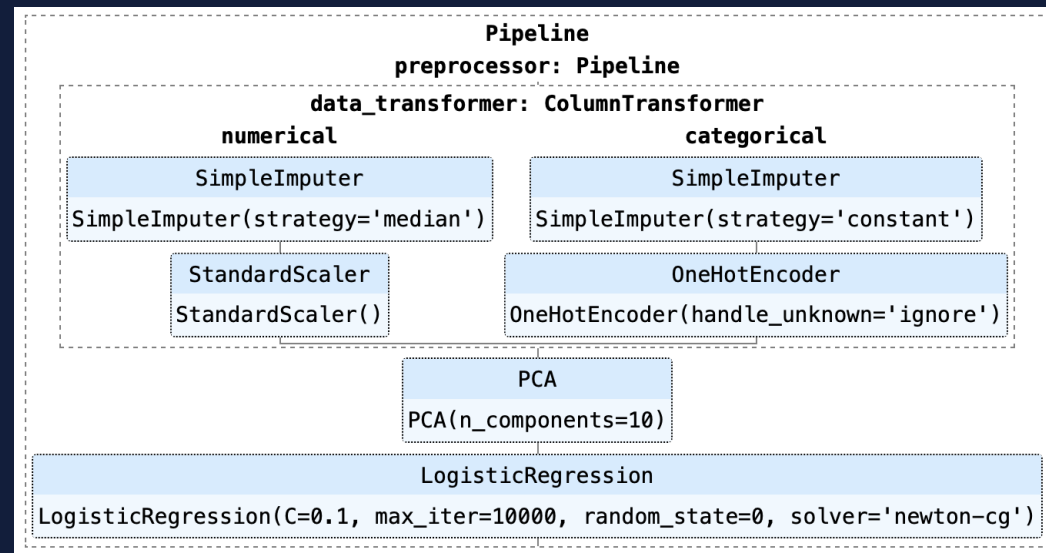 Pipeline
preprocessor: Pipeline
data_transformer: ColumnTransformer
numerical
SimpleImputer
SimpleImputer(strategy='median')
StandardScaler
StandardScaler()
categorical
SimpleImputer
SimpleImputer(strategy='constant')
OneHotEncoder
OneHotEncoder(handle_unknown='ignore')
PCA
PCA(n_components=10)
LogisticRegression
LogisticRegression(C=0.1, max_iter=10000, random_state=0, solver='newton-cg')